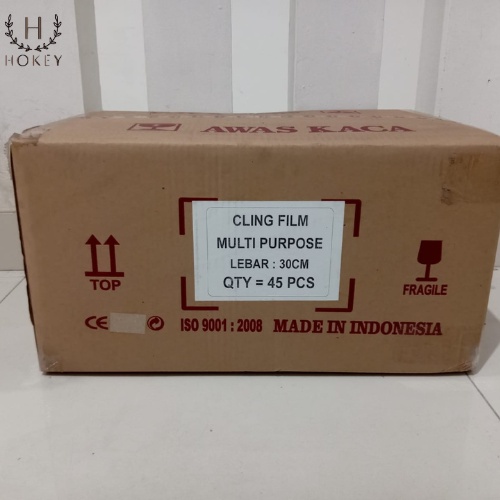 H
HOKEY
AWAS KACA
CLING FILM
MULTI PURPOSE
LEBAR : 30CM
QTY = 45 PCS
TOP
FRAGILE
CE
ISO 9001 : 2008 MADE IN INDONESIA